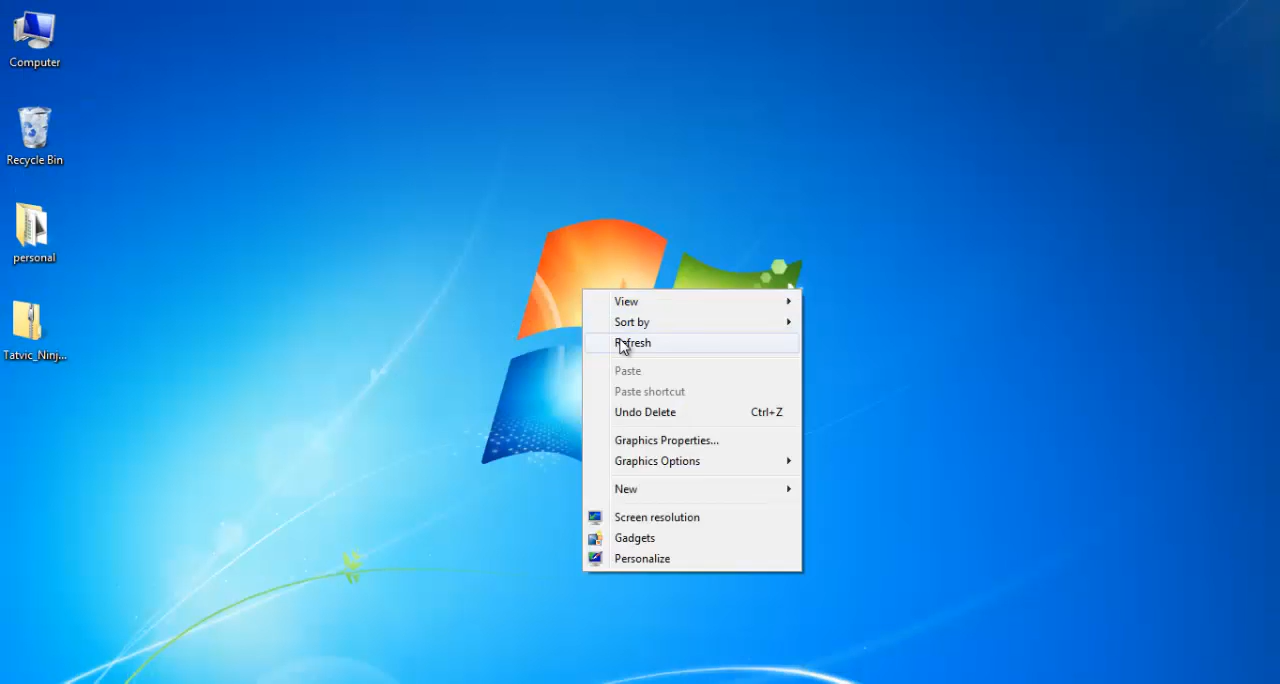 Computer
Recycle Bin
personal
Tatvic_Ninj...
View
Sort by
Refresh
Paste
Paste shortcut
Undo Delete Ctrl+Z
Graphics Properties...
Graphics Options
New
Screen resolution
Gadgets
Personalize